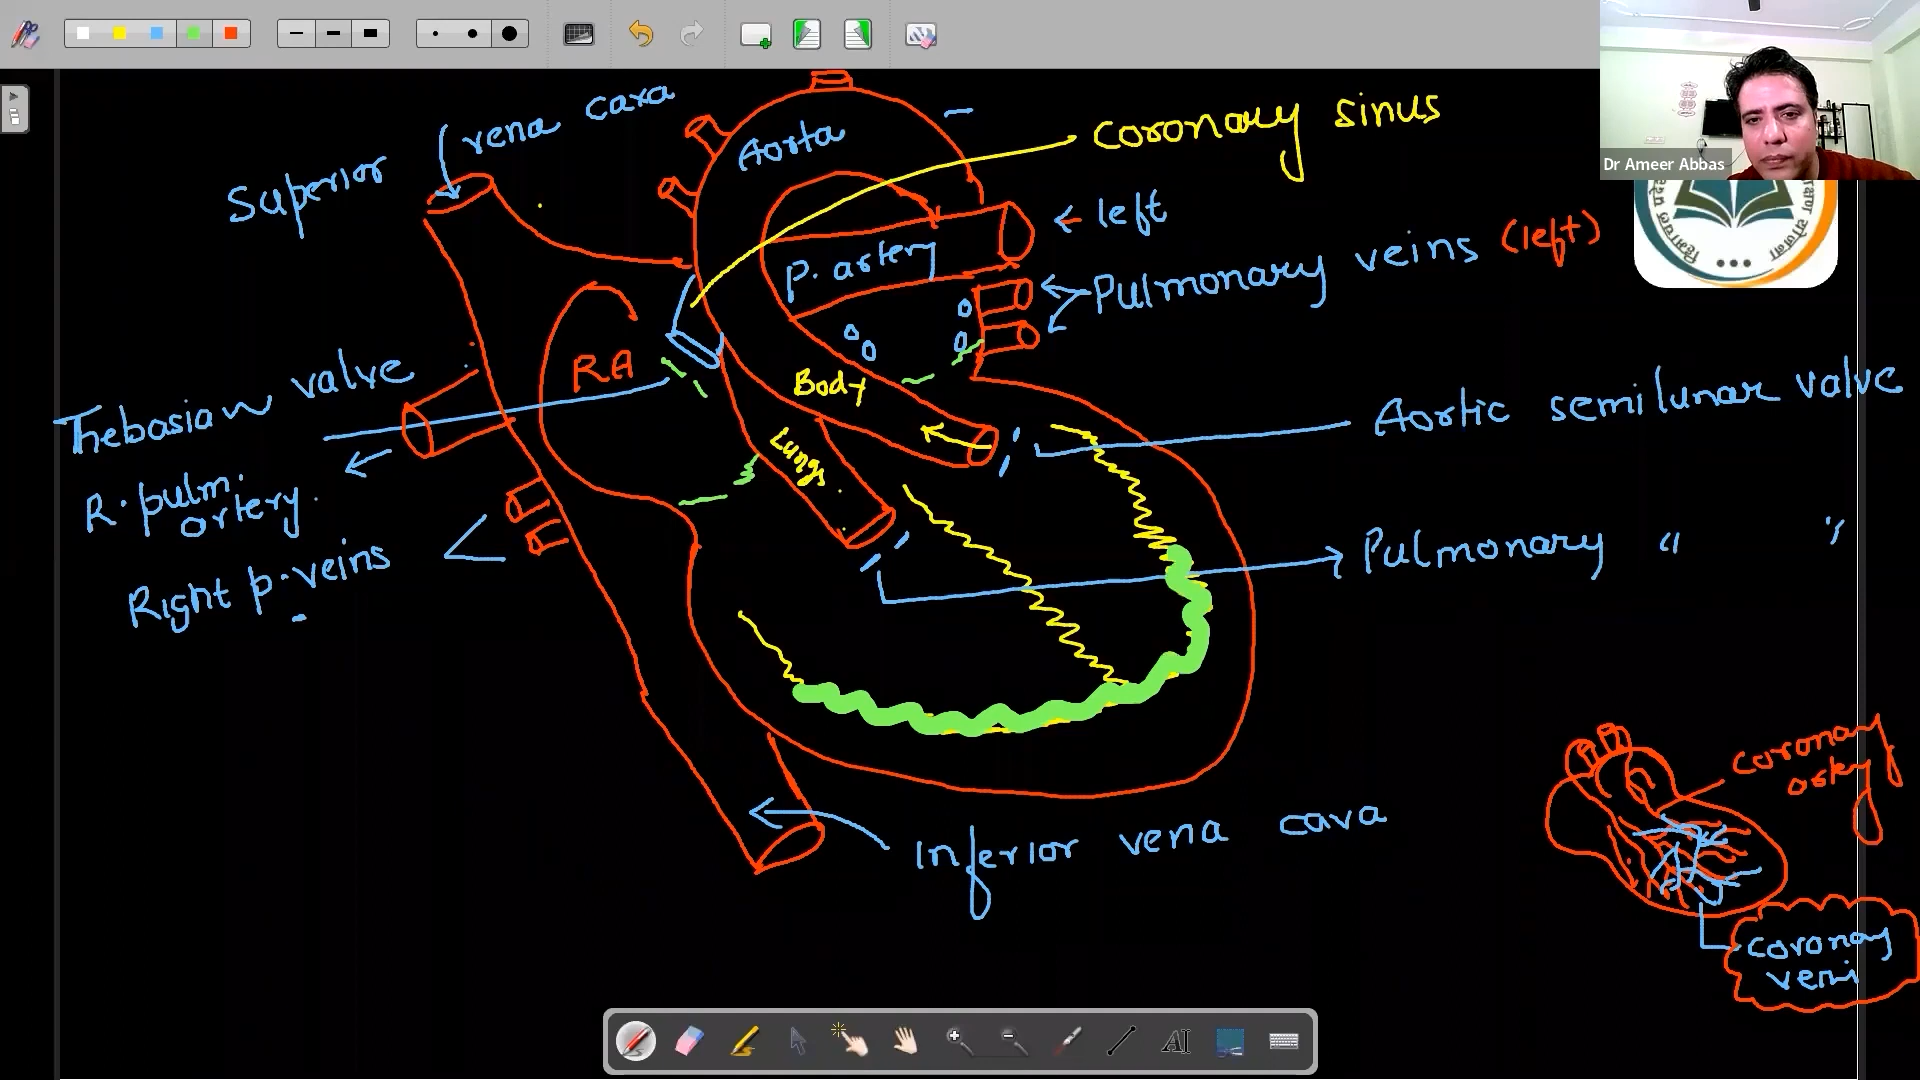 Dr Ameer Abbas
Superior
vena cava
Aorta
coronary sinus
left
P. artery
Pulmonary veins (left)
RA
Body
Thebasian valve
Aortic semilunar valve
Lungs
R. pulm.
artery.
Pulmonary " "
Right p. veins
coronary
artery
Inferior vena cava
coronay
vein